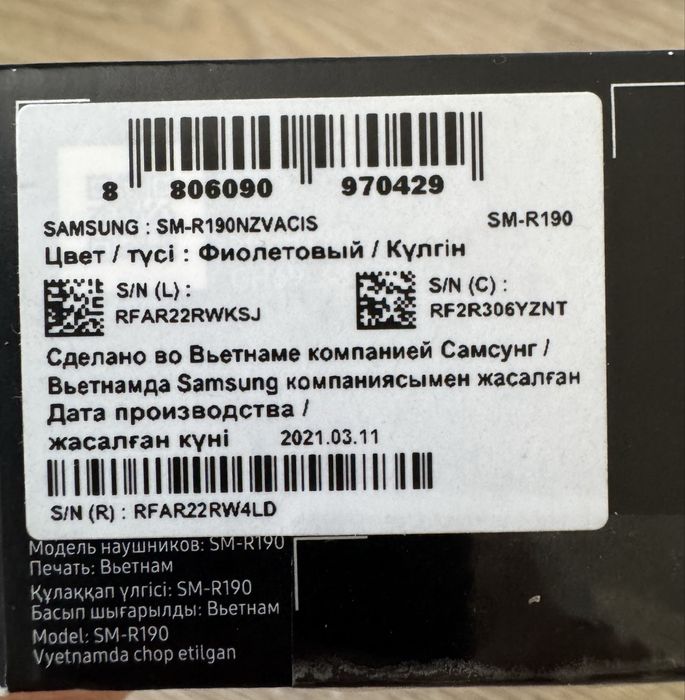 8 806090 970429
SAMSUNG : SM-R190NZVACIS SM-R190
Цвет / түсі : Фиолетовый / Күлгін
S/N (L) : S/N (C) :
RFAR22RWKSJ RF2R306YZNT
Сделано во Вьетнаме компанией Самсунг /
Вьетнамда Samsung компаниясымен жасалған
Дата производства /
жасалған күні 2021.03.11
S/N (R) : RFAR22RW4LD
Модель наушников: SM-R190
Печать: Вьетнам
Құлаққап үлгісі: SM-R190
Басып шығарылды: Вьетнам
Model: SM-R190
Vyetnamda chop etilgan